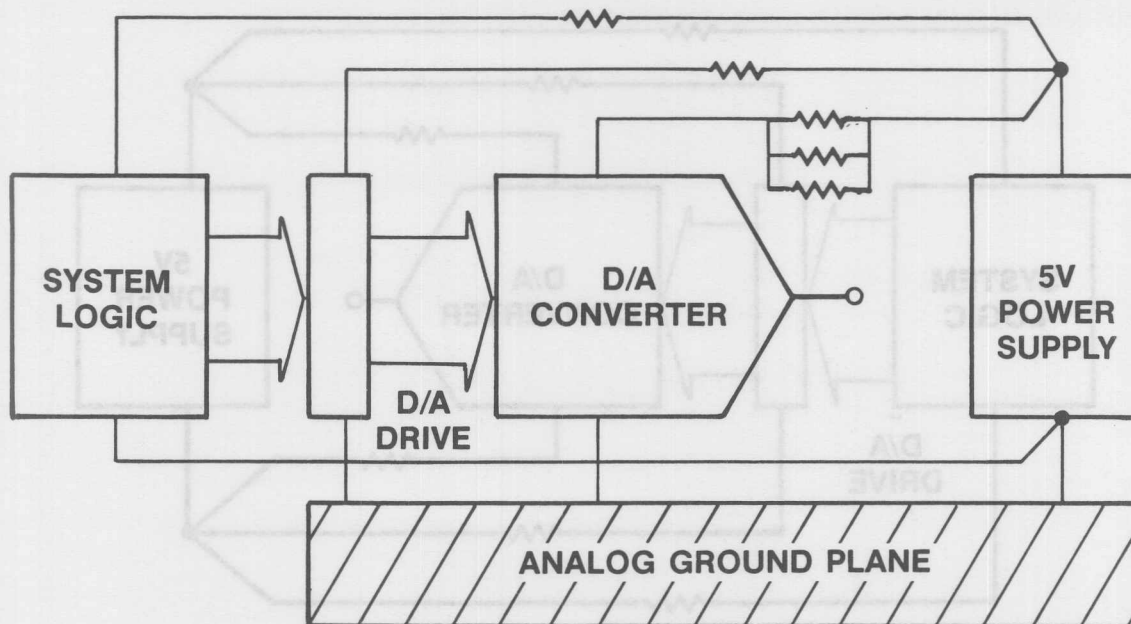 SYSTEM
LOGIC
D/A
DRIVE
D/A
CONVERTER
5V
POWER
SUPPLY
ANALOG GROUND PLANE